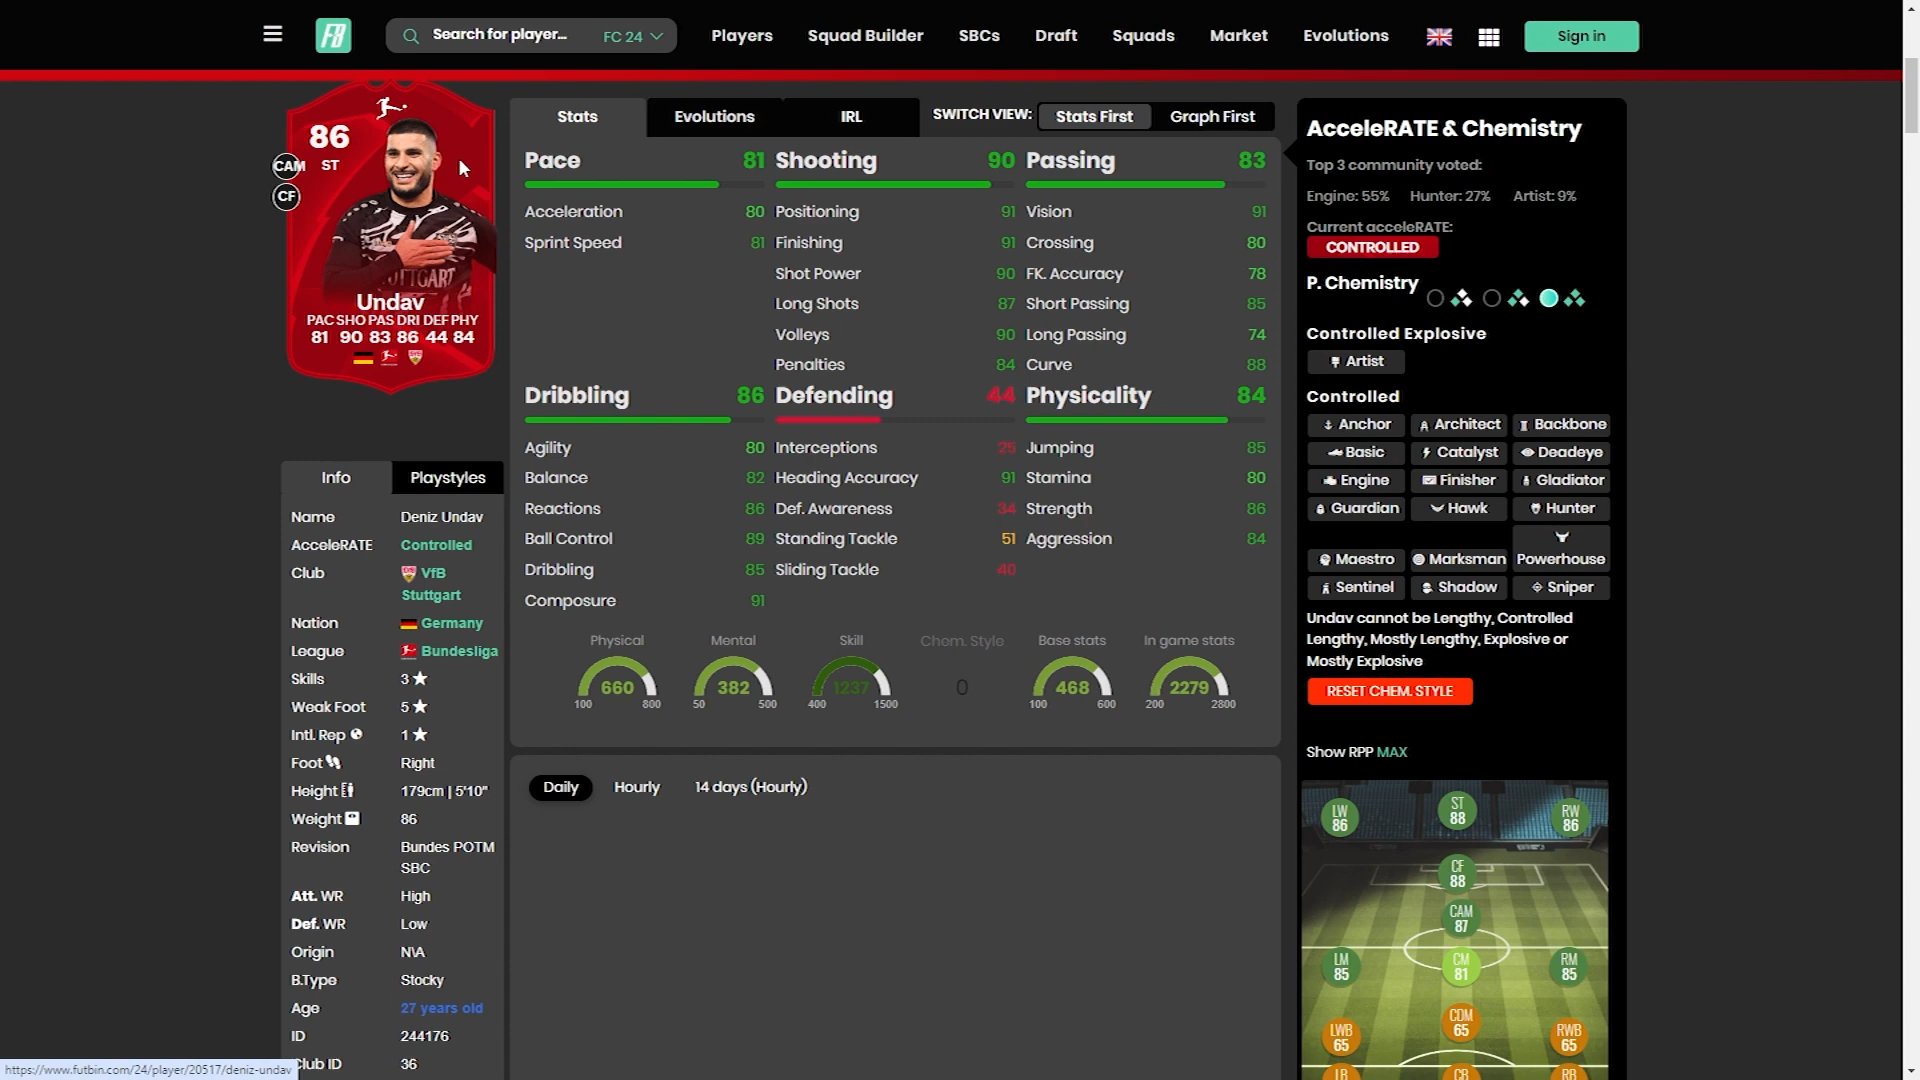 FB
Search for player...
FC 24
Players
Squad Builder
SBCs
Draft
Squads
Market
Evolutions
Sign in
86
ST
CAM
CF
Undav
PAC SHO PAS DRI DEF PHY
81 90 83 86 44 84
Stats
Evolutions
IRL
SWITCH VIEW:
Stats First
Graph First
Pace 81
Acceleration 80
Sprint Speed 81
Shooting 90
Positioning 91
Finishing 91
Shot Power 90
Long Shots 87
Volleys 90
Penalties 84
Passing 83
Vision 91
Crossing 80
FK. Accuracy 78
Short Passing 85
Long Passing 74
Curve 88
Dribbling 86
Agility 80
Balance 82
Reactions 86
Ball Control 89
Dribbling 85
Composure 91
Defending 44
Interceptions 25
Heading Accuracy 91
Def. Awareness 34
Standing Tackle 51
Sliding Tackle 40
Physicality 84
Jumping 85
Stamina 80
Strength 86
Aggression 84
Physical
660
100 800
Mental
382
50 500
Skill
1237
400 1500
Chem. Style
0
Base stats
468
100 600
In game stats
2279
200 2800
Daily
Hourly
14 days (Hourly)
Info
Playstyles
Name Deniz Undav
AcceleRATE Controlled
Club VfB
Stuttgart
Nation Germany
League Bundesliga
Skills 3
Weak Foot 5
Intl. Rep 1
Foot Right
Height 179cm | 5'10"
Weight 86
Revision Bundes POTM
SBC
Att. WR High
Def. WR Low
Origin N\A
B.Type Stocky
Age 27 years old
ID 244176
Club ID 36
AcceleRATE & Chemistry
Top 3 community voted:
Engine: 55% Hunter: 27% Artist: 9%
Current acceleRATE:
CONTROLLED
P. Chemistry
Controlled Explosive
Artist
Controlled
Anchor Architect Backbone
Basic Catalyst Deadeye
Engine Finisher Gladiator
Guardian Hawk Hunter
Maestro Marksman Powerhouse
Sentinel Shadow Sniper
Undav cannot be Lengthy, Controlled
Lengthy, Mostly Lengthy, Explosive or
Mostly Explosive
RESET CHEM. STYLE
Show RPP MAX
LW
86
ST
88
RW
86
CF
88
CAM
87
LM
85
CM
81
RM
85
LWB
65
CDM
65
RWB
65
LB
CB
RB
https://www.futbin.com/24/player/20517/deniz-undav